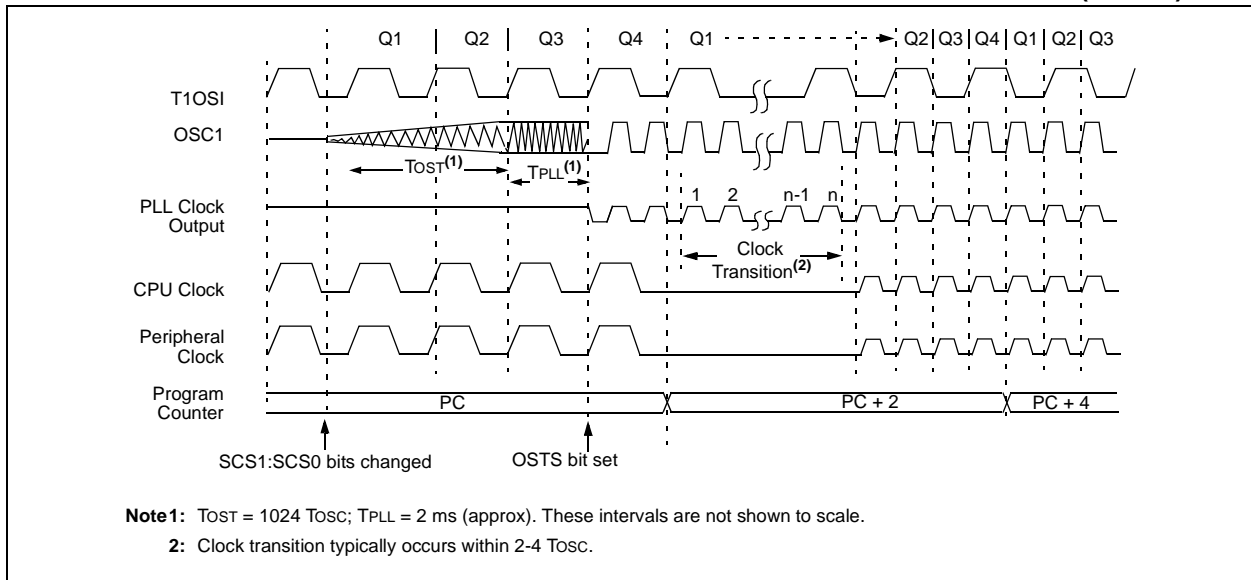 Q1 Q2 Q3 Q4 Q1 Q2 Q3 Q4 Q1 Q2 Q3
T1OSI
OSC1
TOST(1) TPLL(1)
PLL Clock
Output
1 2 n-1 n
Clock
Transition(2)
CPU Clock
Peripheral
Clock
Program
Counter
PC PC + 2 PC + 4
SCS1:SCS0 bits changed OSTS bit set
Note1: TOST = 1024 TOSC; TPLL = 2 ms (approx). These intervals are not shown to scale.
2: Clock transition typically occurs within 2-4 TOSC.